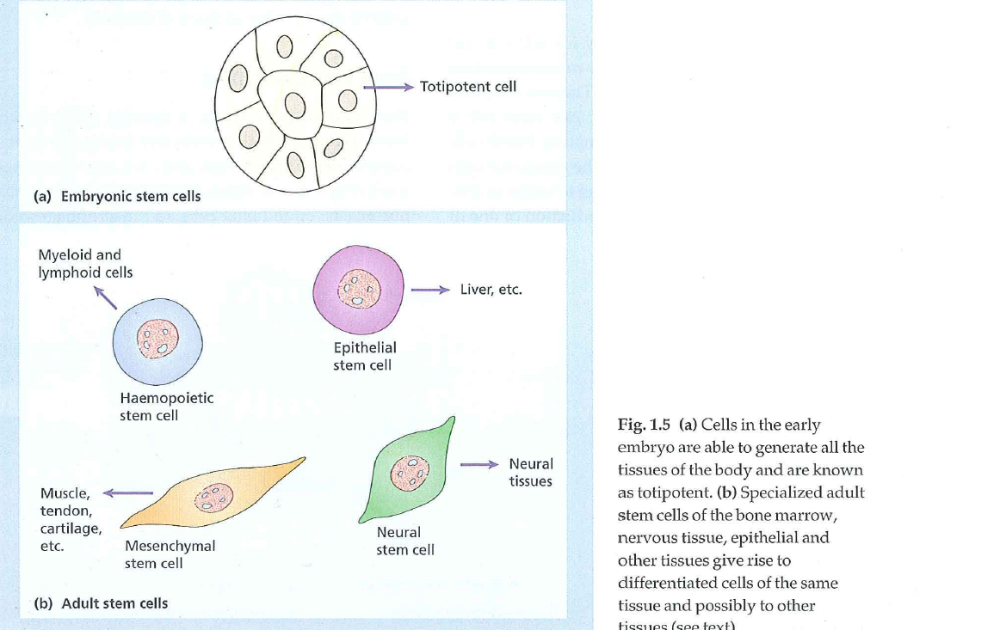 Totipotent cell
(a) Embryonic stem cells
Myeloid and
lymphoid cells
Liver, etc.
Epithelial
stem cell
Haemopoietic
stem cell
Neural
tissues
Muscle,
tendon,
cartilage,
etc.
Mesenchymal
stem cell
Neural
stem cell
(b) Adult stem cells
Fig. 1.5 (a) Cells in the early
embryo are able to generate all the
tissues of the body and are known
as totipotent. (b) Specialized adult
stem cells of the bone marrow,
nervous tissue, epithelial and
other tissues give rise to
differentiated cells of the same
tissue and possibly to other
tissues (see text)